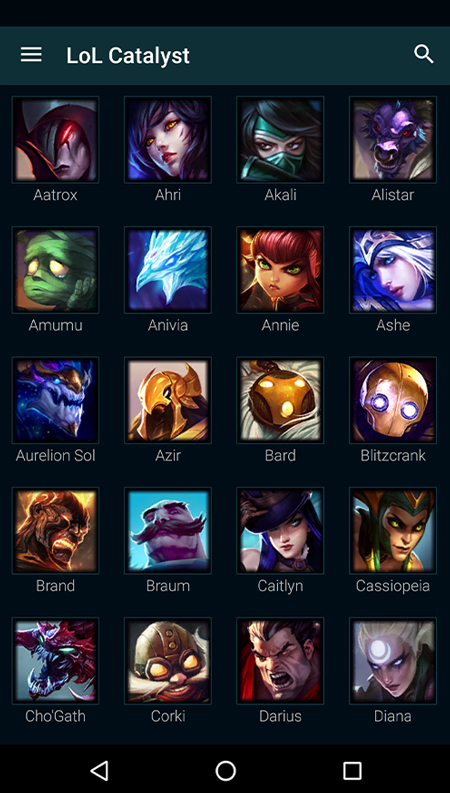 LoL Catalyst
Aatrox Ahri Akali Alistar
Amumu Anivia Annie Ashe
Aurelion Sol Azir Bard Blitzcrank
Brand Braum Caitlyn Cassiopeia
Cho'Gath Corki Darius Diana